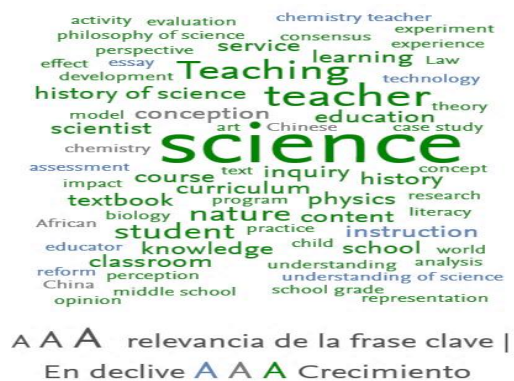 activity evaluation chemistry teacher
philosophy of science consensus experiment
perspective service experience
effect essay learning Law
development Teaching technology
history of science teacher theory
model conception education
scientist art Chinese case study
chemistry science
assessment course text inquiry concept
impact curriculum history
textbook program physics research
biology nature content literacy
African student practice instruction
educator knowledge child school world
classroom understanding analysis
reform perception understanding of science
China middle school school grade
opinion representation
A A A relevancia de la frase clave |
En declive A A A Crecimiento